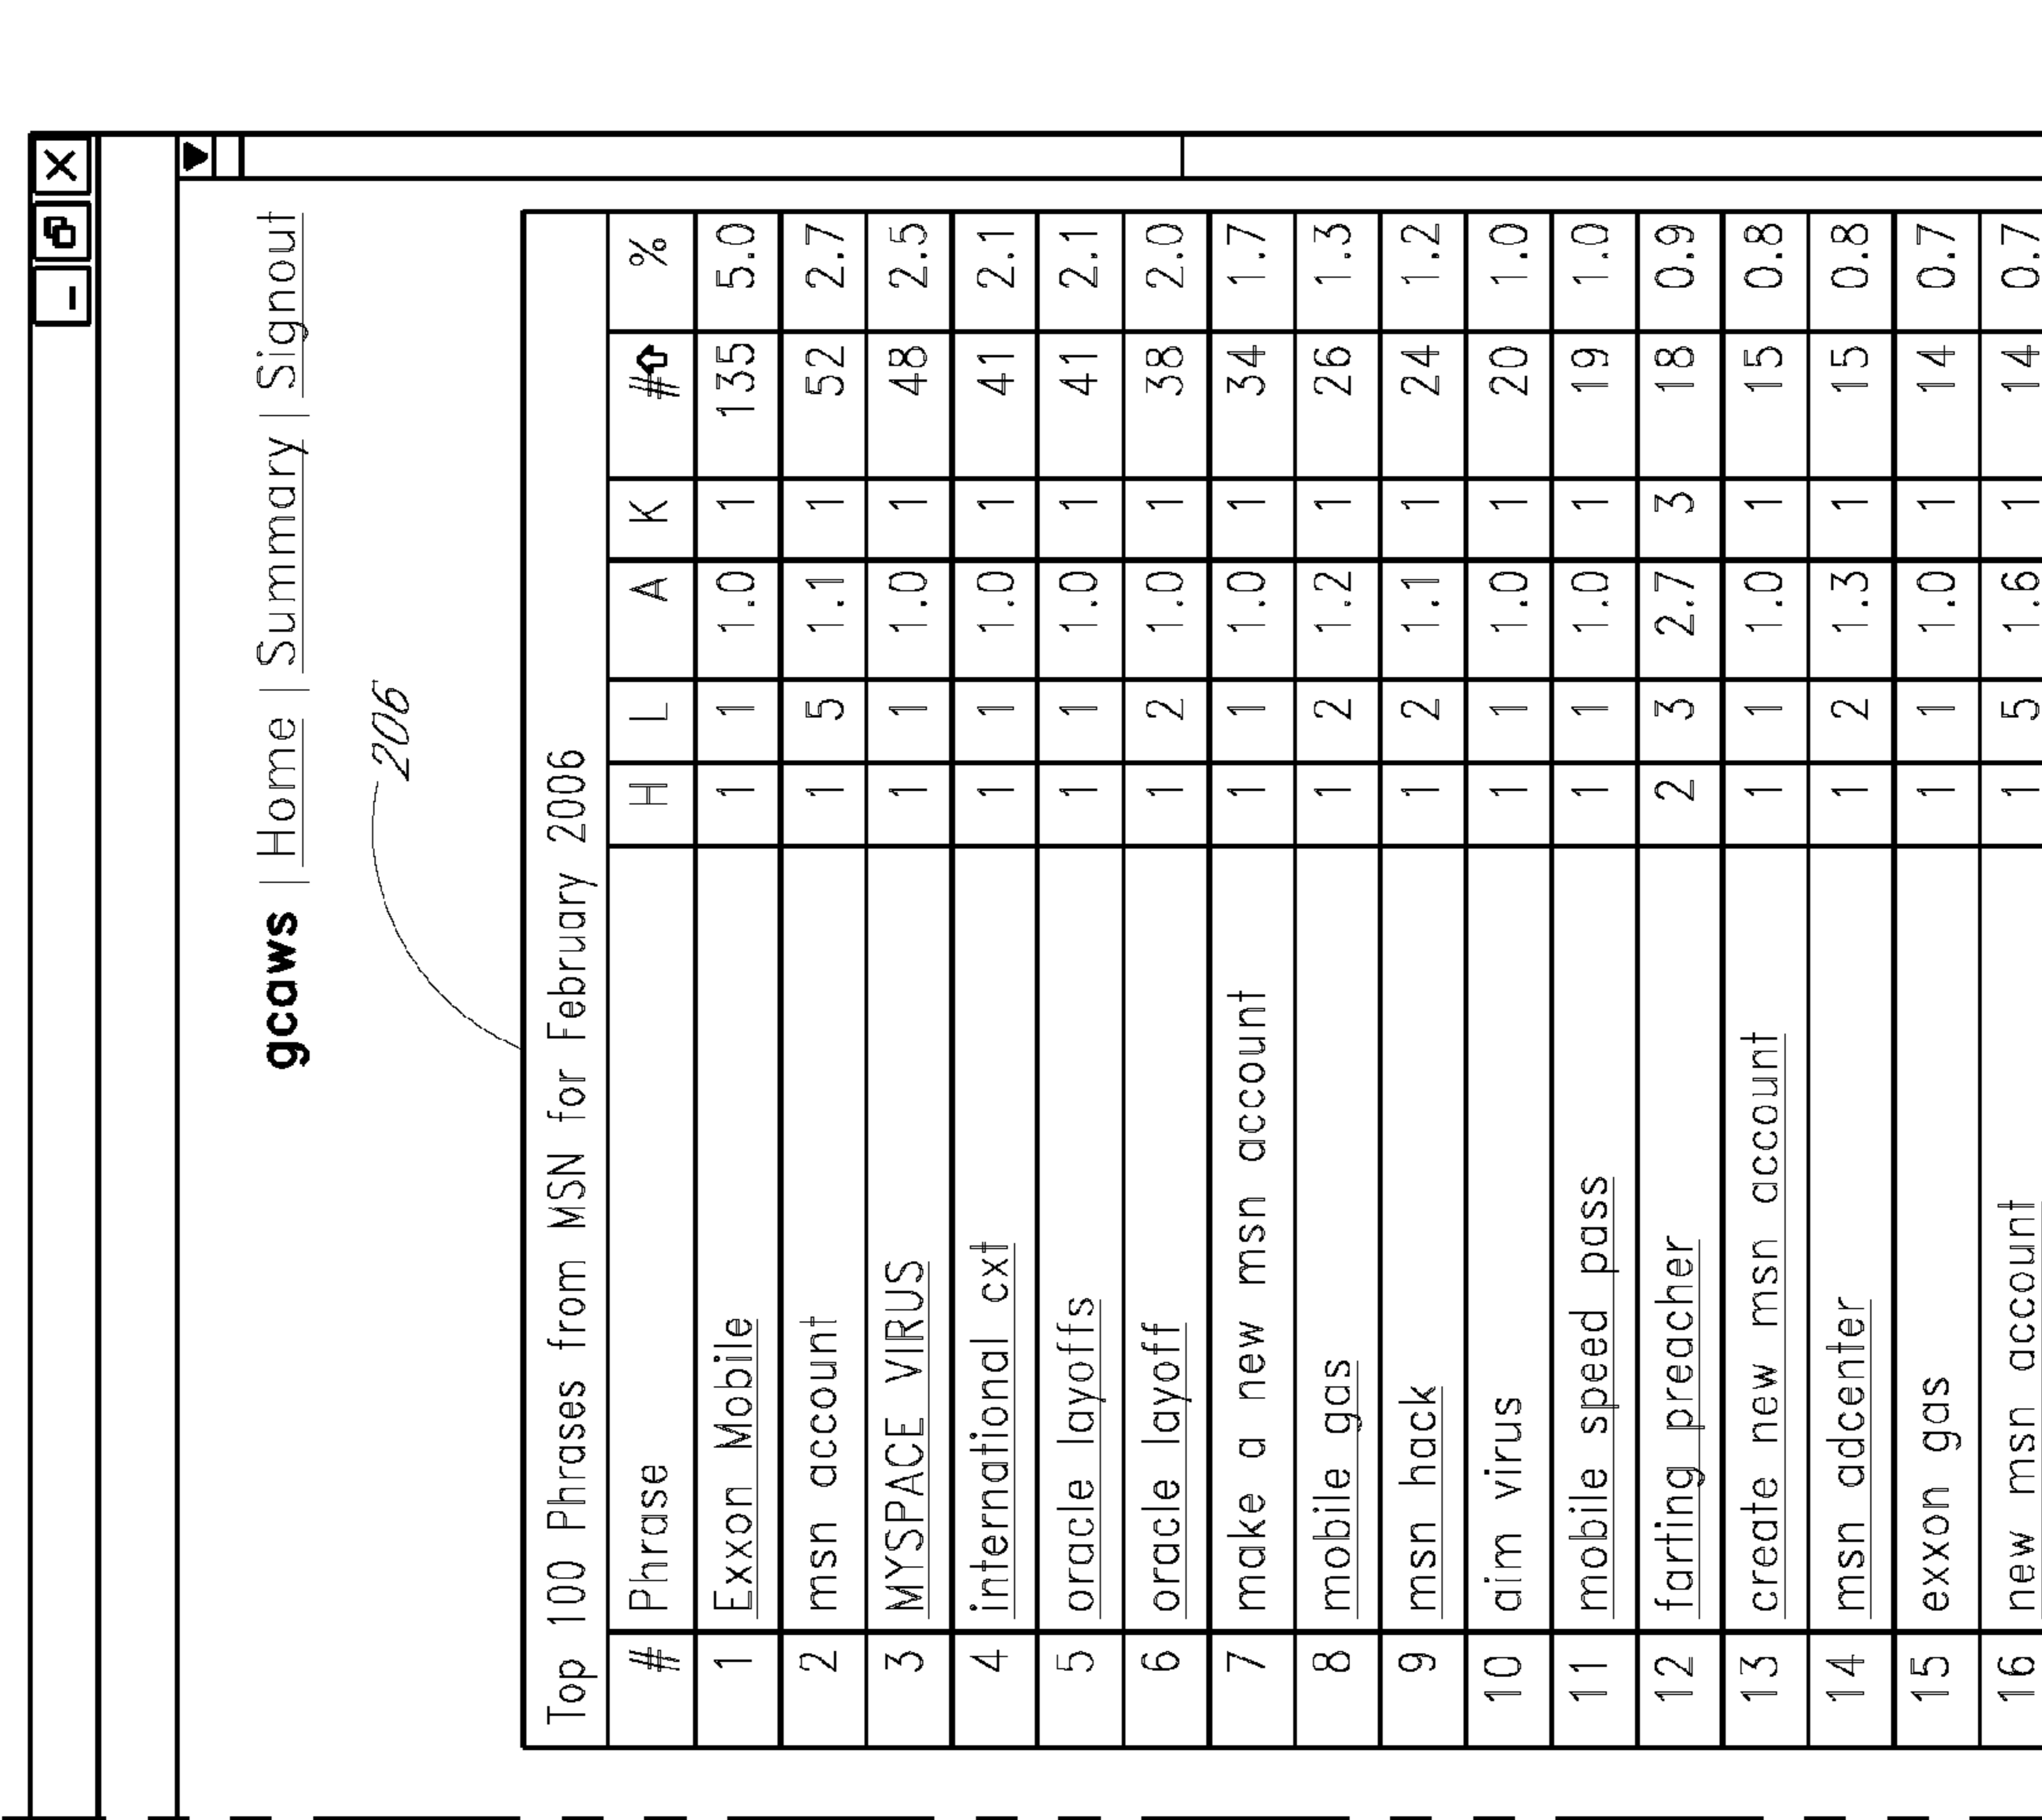 gcaws | Home | Summary | Signout
206
Top 100 Phrases from MSN for February 2006
# Phrase H L A K # %
1 Exxon Mobile 1 1 1.0 1 135 5.0
2 msn account 1 5 1.1 1 52 2.7
3 MYSPACE VIRUS 1 1 1.0 1 48 2.5
4 international cxt 1 1 1.0 1 41 2.1
5 oracle layoffs 1 1 1.0 1 41 2.1
6 oracle layoff 1 2 1.0 1 38 2.0
7 make a new msn account 1 1 1.0 1 34 1.7
8 mobile gas 1 2 1.2 1 26 1.3
9 msn hack 1 2 1.1 1 24 1.2
10 aim virus 1 1 1.0 1 20 1.0
11 mobile speed pass 1 1 1.0 1 19 1.0
12 farting preacher 2 3 2.7 3 18 0.9
13 create new msn account 1 1 1.0 1 15 0.8
14 msn adcenter 1 2 1.3 1 15 0.8
15 exxon gas 1 1 1.0 1 14 0.7
16 new msn account 1 5 1.6 1 14 0.7